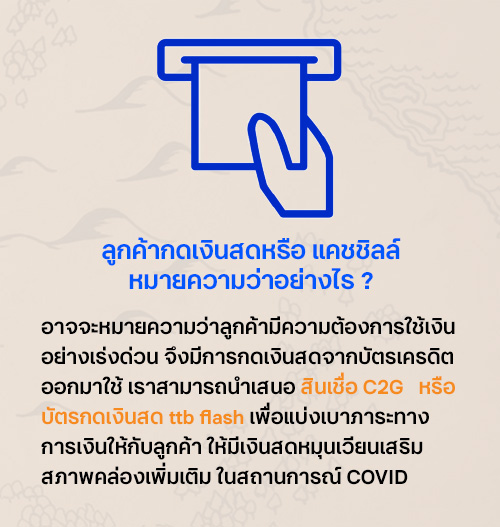 ลูกค้ากดเงินสดหรือ แคชชิลล์
หมายความว่าอย่างไร ?
อาจจะหมายความว่าลูกค้ามีความต้องการใช้เงิน
อย่างเร่งด่วน จึงมีการกดเงินสดจากบัตรเครดิต
ออกมาใช้ เราสามารถนำเสนอ สินเชื่อ C2G หรือ
บัตรกดเงินสด ttb flash เพื่อแบ่งเบาภาระทาง
การเงินให้กับลูกค้า ให้มีเงินสดหมุนเวียนเสริม
สภาพคล่องเพิ่มเติม ในสถานการณ์ COVID